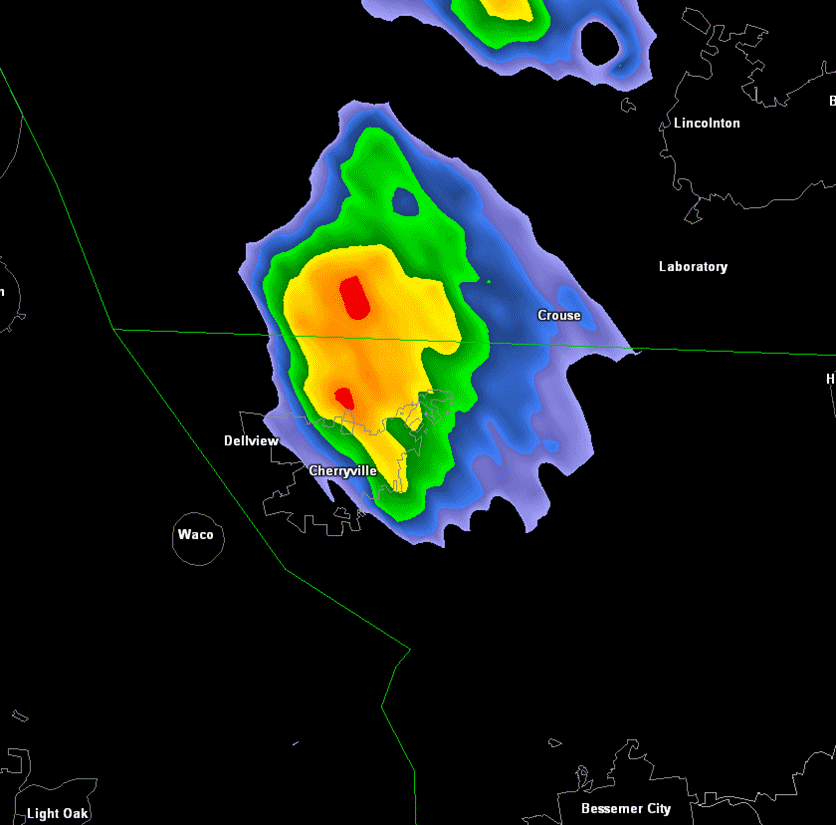 Lincolnton
B
Laboratory
n
Crouse
H
Dellview
Cherryville
Waco
Light Oak
Bessemer City